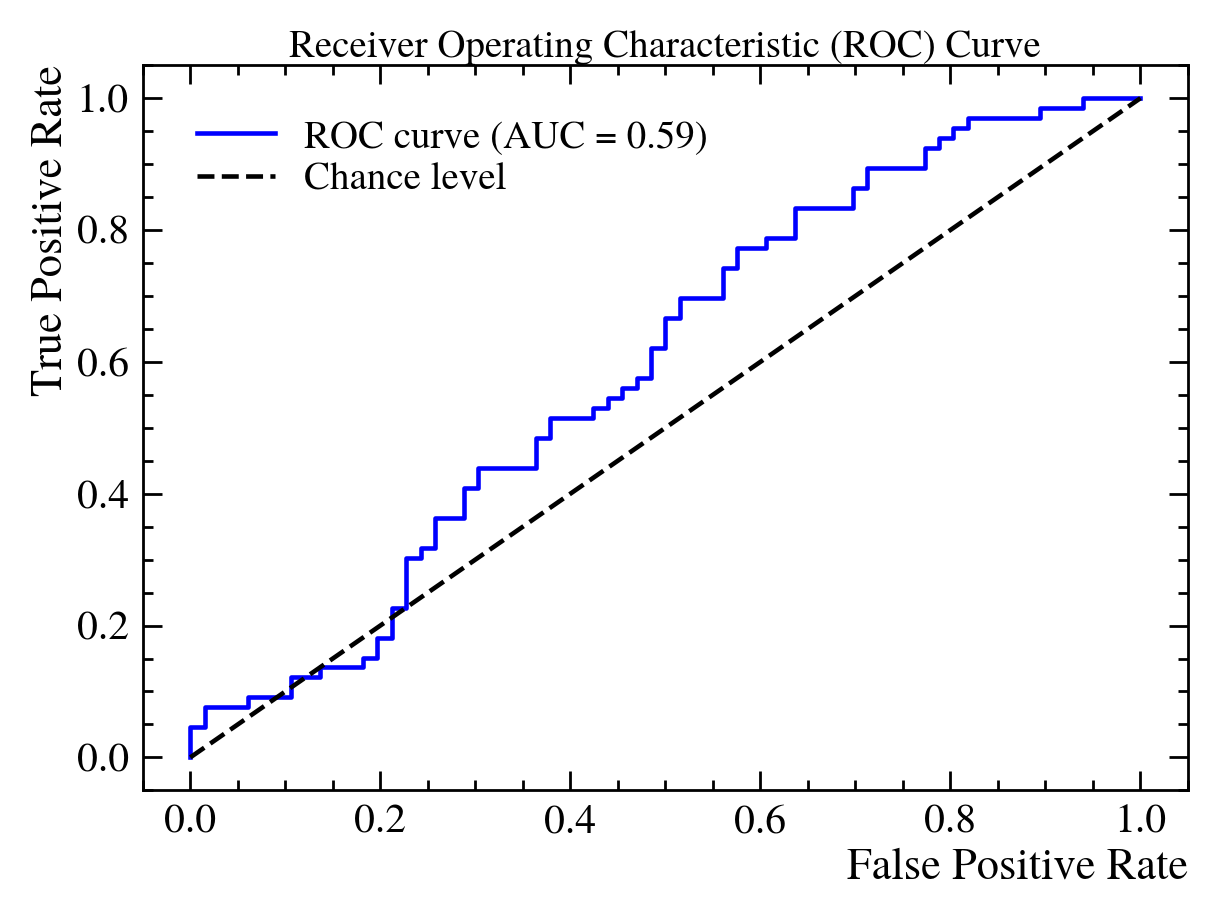 Receiver Operating Characteristic (ROC) Curve
True Positive Rate
1.0
0.8
0.6
0.4
0.2
0.0
ROC curve (AUC = 0.59)
Chance level
0.0 0.2 0.4 0.6 0.8 1.0
False Positive Rate